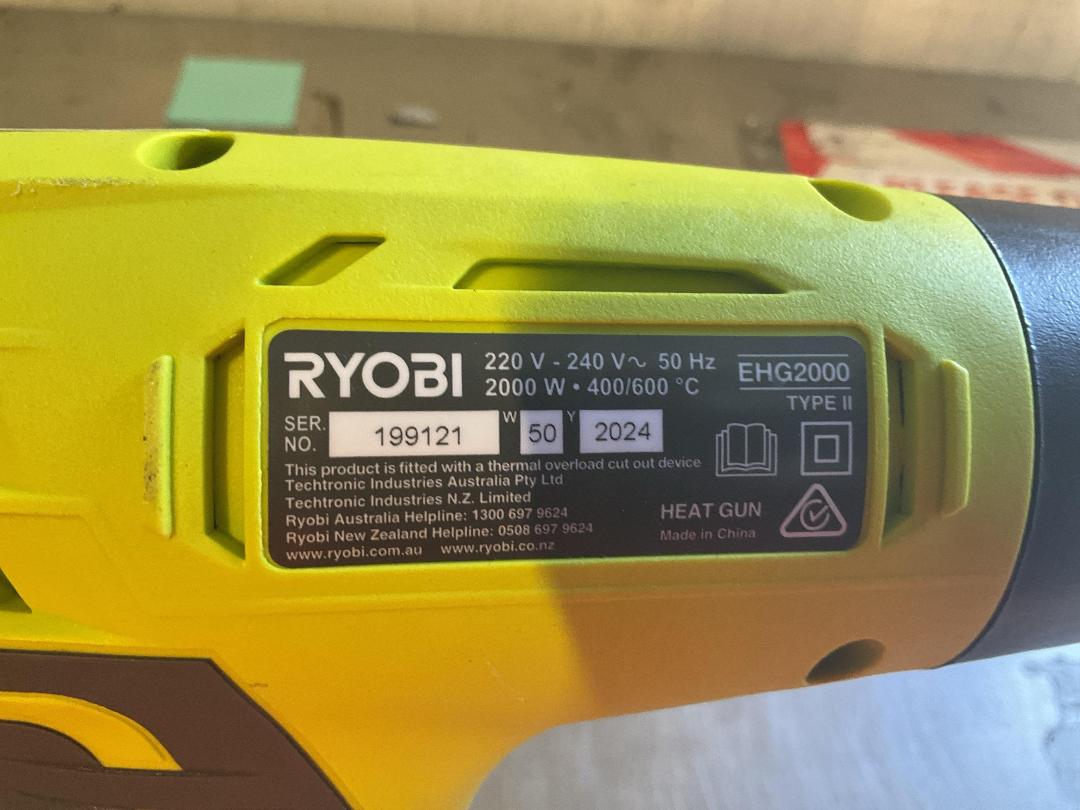 RYOBI
220 V - 240 V~ 50 Hz
2000 W • 400/600 °C
EHG2000
TYPE II
SER. NO. 199121 W 50 Y 2024
This product is fitted with a thermal overload cut out device
Techtronic Industries Australia Pty Ltd
Techtronic Industries N.Z. Limited
Ryobi Australia Helpline: 1300 697 9624
Ryobi New Zealand Helpline: 0508 697 9624
www.ryobi.com.au www.ryobi.co.nz
HEAT GUN
Made in China